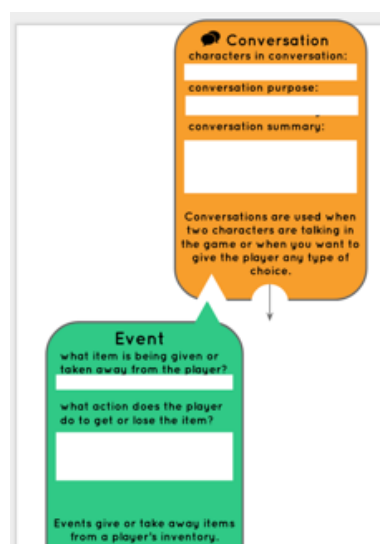 Conversation
characters in conversation:
conversation purpose:
conversation summary:
Conversations are used when
two characters are talking in
the game or when you want to
give the player any type of
choice.
Event
what item is being given or
taken away from the player?
what action does the player
do to get or lose the item?
Events give or take away items
from a player's inventory.